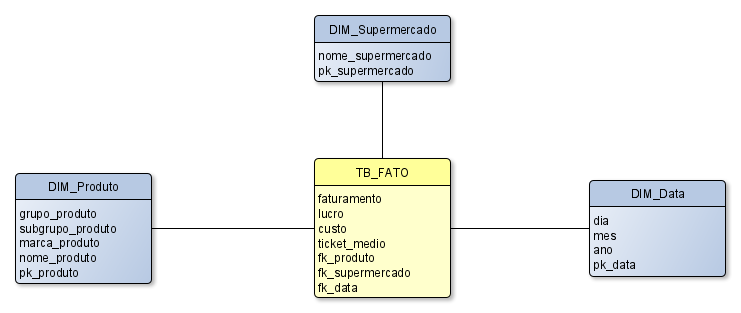 DIM_Supermercado
nome_supermercado
pk_supermercado
DIM_Produto
grupo_produto
subgrupo_produto
marca_produto
nome_produto
pk_produto
TB_FATO
faturamento
lucro
custo
ticket_medio
fk_produto
fk_supermercado
fk_data
DIM_Data
dia
mes
ano
pk_data